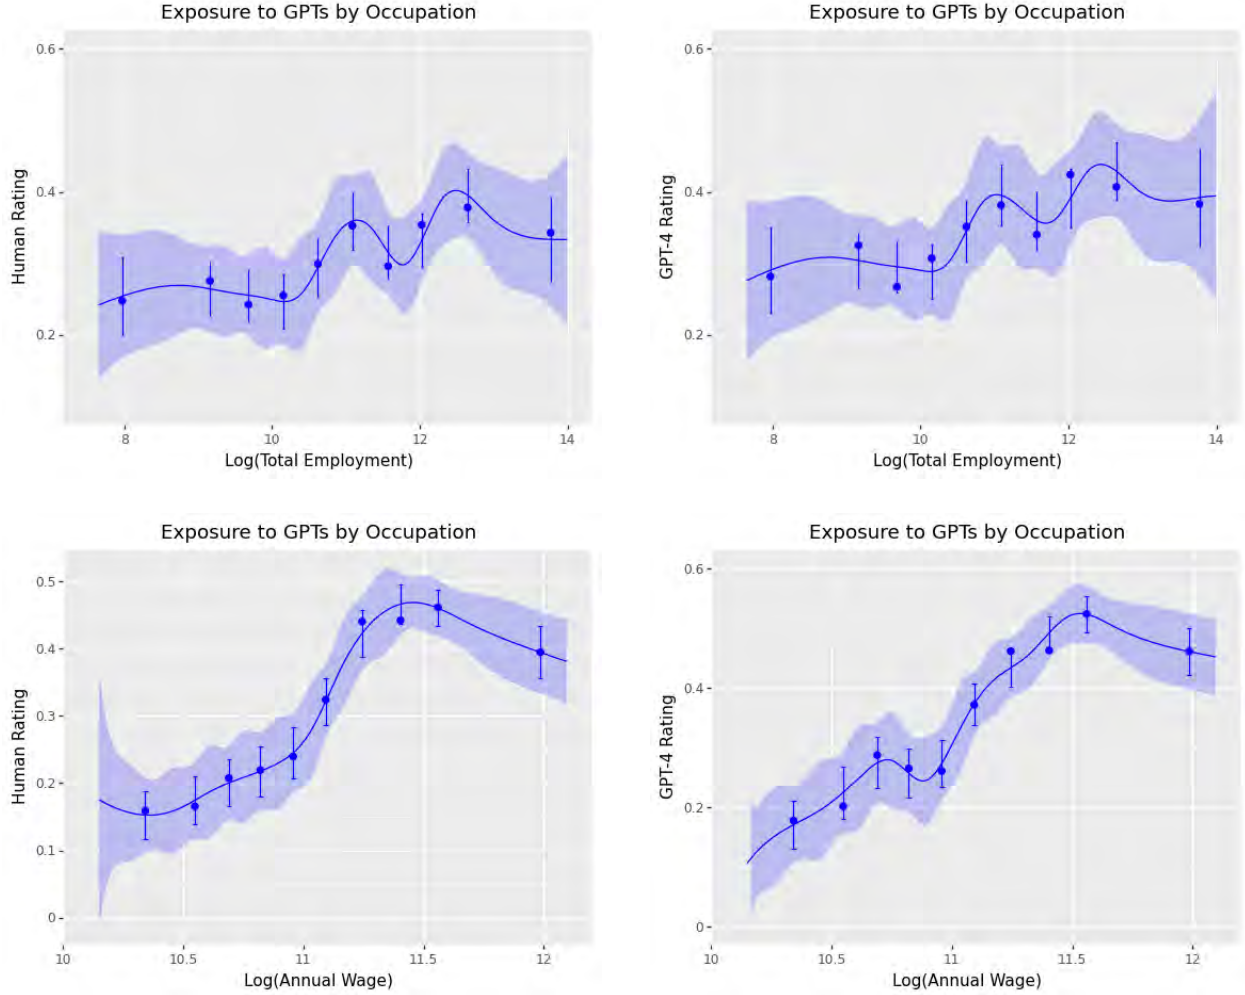 Exposure to GPTs by Occupation
Human Rating
0.6
0.4
0.2
8
10
12
14
Log(Total Employment)
Exposure to GPTs by Occupation
GPT-4 Rating
0.6
0.4
0.2
8
10
12
14
Log(Total Employment)
Exposure to GPTs by Occupation
Human Rating
0.5
0.4
0.3
0.2
0.1
0
10
10.5
11
11.5
12
Log(Annual Wage)
Exposure to GPTs by Occupation
GPT-4 Rating
0.6
0.4
0.2
0
10
10.5
11
11.5
12
Log(Annual Wage)